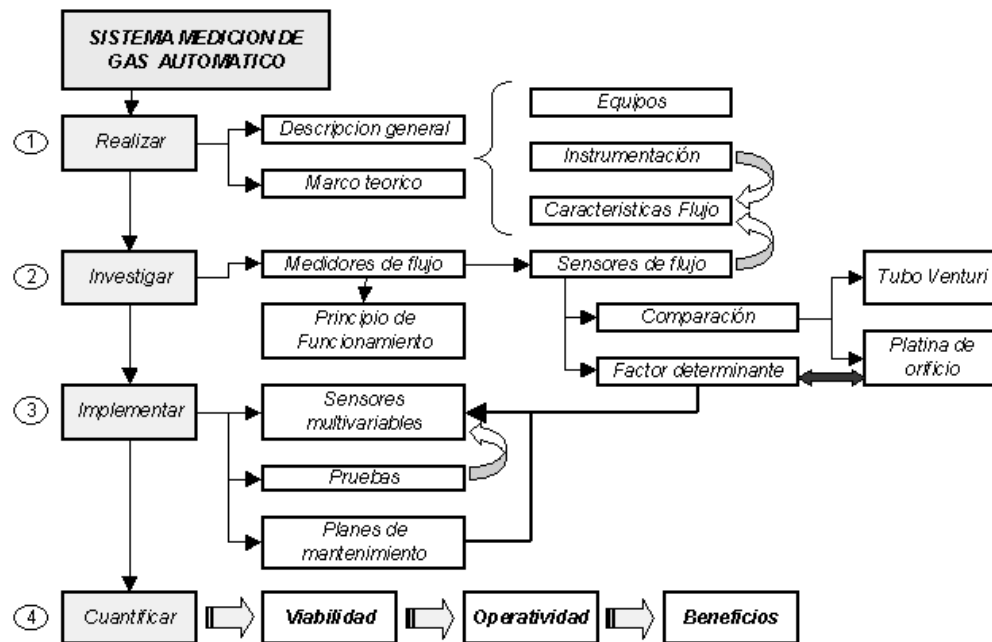 SISTEMA MEDICION DE
GAS AUTOMATICO
1
Realizar
Descripcion general
Marco teorico
Equipos
Instrumentación
Características Flujo
2
Investigar
Medidores de flujo
Sensores de flujo
Principio de
Funcionamiento
Comparación
Factor determinante
Tubo Venturi
Platina de
orificio
3
Implementar
Sensores
multivariables
Pruebas
Planes de
mantenimiento
4
Cuantificar
Viabilidad
Operatividad
Beneficios